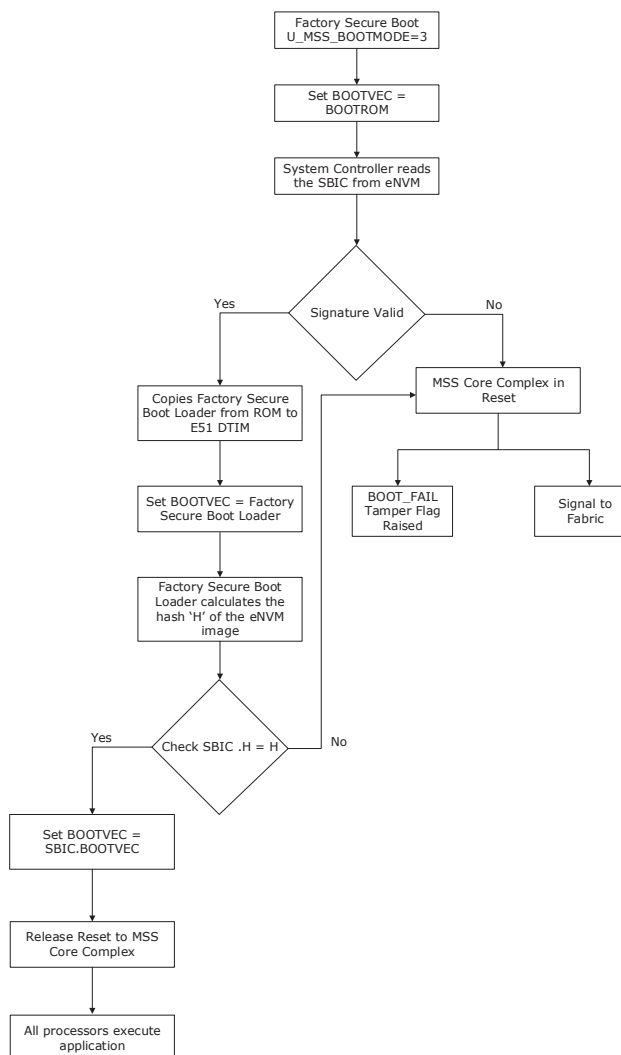 Factory Secure Boot
U_MSS_BOOTMODE=3
Set BOOTVEC =
BOOTROM
System Controller reads
the SBIC from eNVM
Signature Valid
Yes
No
Copies Factory Secure
Boot Loader from ROM to
E51 DTIM
MSS Core Complex in
Reset
Set BOOTVEC = Factory
Secure Boot Loader
BOOT_FAIL
Tamper Flag
Raised
Signal to
Fabric
Factory Secure Boot
Loader calculates the
hash ‘H’ of the eNVM
image
Check SBIC .H = H
Yes
No
Set BOOTVEC =
SBIC.BOOTVEC
Release Reset to MSS
Core Complex
All processors execute
application